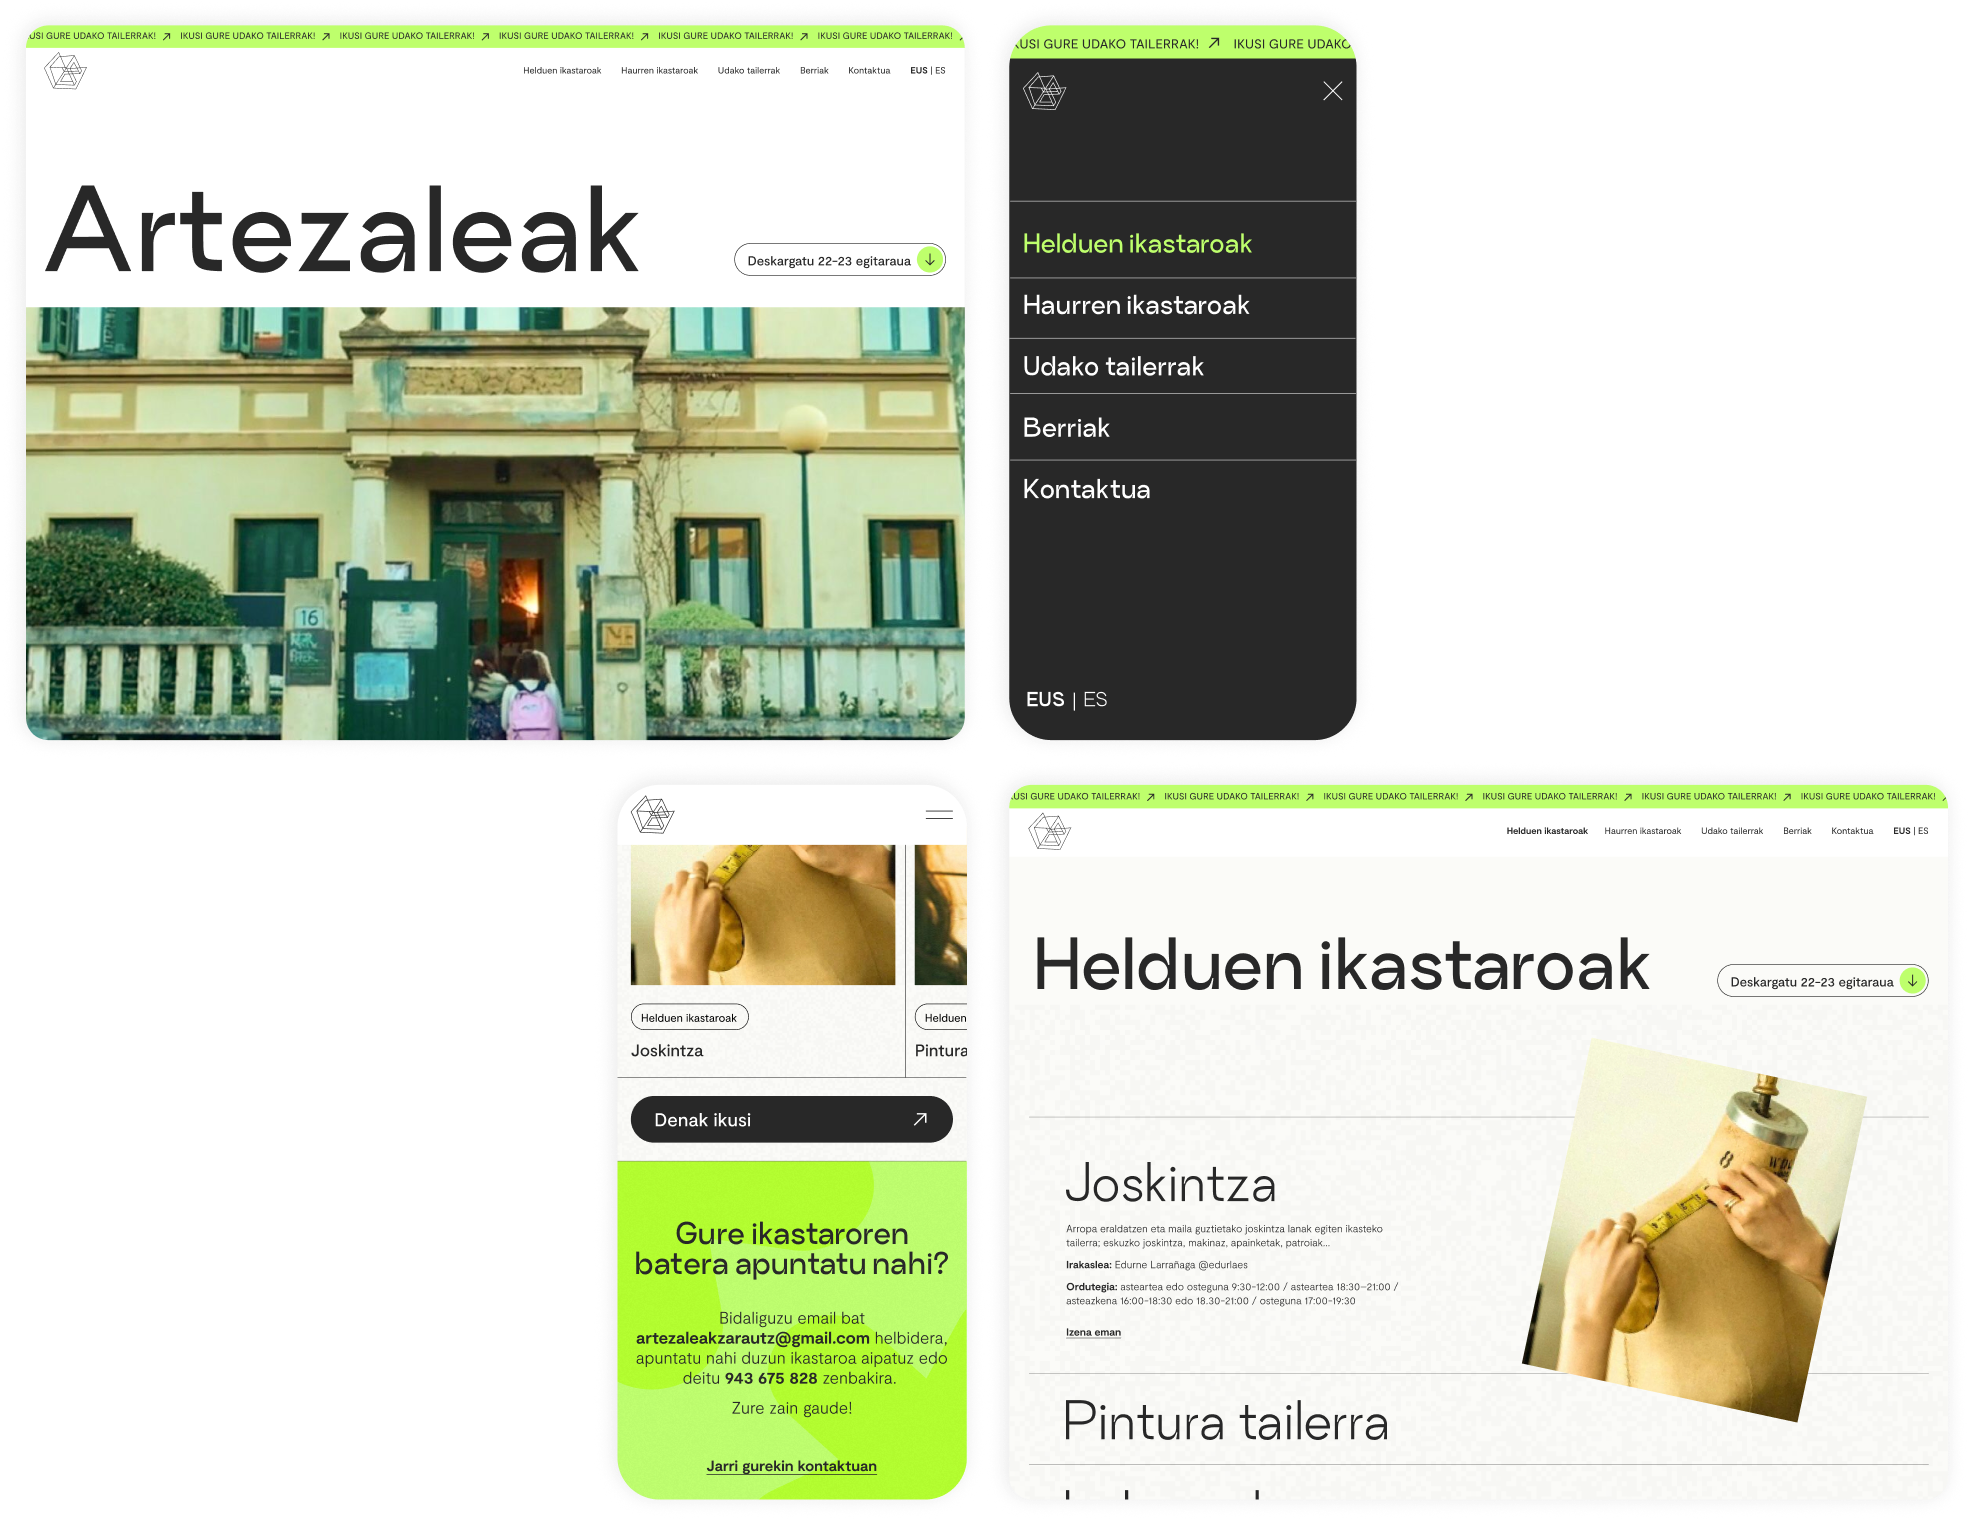 USI GURE UDAKO TAILERRAK! ↗ IKUSI GURE UDAKO TAILERRAK! ↗ IKUSI GURE UDAKO TAILERRAK! ↗ IKUSI GURE UDAKO TAILERRAK! ↗ IKUSI GURE UDAKO TAILERRAK! ↗ IKUSI GURE UDAKO TAILERRAK!
Helduen ikastaroak Haurren ikastaroak Udako tailerrak Berriak Kontaktua EUS | ES
Artezaleak
Deskargatu 22-23 egitaraua
16
KUSI GURE UDAKO TAILERRAK! ↗ IKUSI GURE UDAKO
Helduen ikastaroak
Haurren ikastaroak
Udako tailerrak
Berriak
Kontaktua
EUS | ES
Helduen ikastaroak
Helduen
Joskintza
Pintura
Denak ikusi
Gure ikastaroren
batera apuntatu nahi?
Bidaliguzu email bat
artezaleakzarautz@gmail.com helbidera,
apuntatu nahi duzun ikastaroa aipatuz edo
deitu 943 675 828 zenbakira.
Zure zain gaude!
Jarri gurekin kontaktuan
KUSI GURE UDAKO TAILERRAK! ↗ IKUSI GURE UDAKO TAILERRAK! ↗ IKUSI GURE UDAKO TAILERRAK! ↗ IKUSI GURE UDAKO TAILERRAK! ↗ IKUSI GURE UDAKO TAILERRAK! ↗ IKUSI GURE UDAKO TAILERRAK!
Helduen ikastaroak Haurren ikastaroak Udako tailerrak Berriak Kontaktua EUS | ES
Helduen ikastaroak
Deskargatu 22-23 egitaraua
8
Joskintza
Arropa eraldatzen eta maila guztietako joskintza lanak egiten ikasteko
tailerra; eskuzko joskintza, makinaz, apainketak, patroiak...
Irakaslea: Edurne Larrañaga @edurlaes
Ordutegia: asteartea edo osteguna 9:30-12:00 / asteartea 18:30-21:00 /
asteazkena 16:00-18:30 edo 18.30-21:00 / osteguna 17:00-19:30
Izena eman
Pintura tailerra